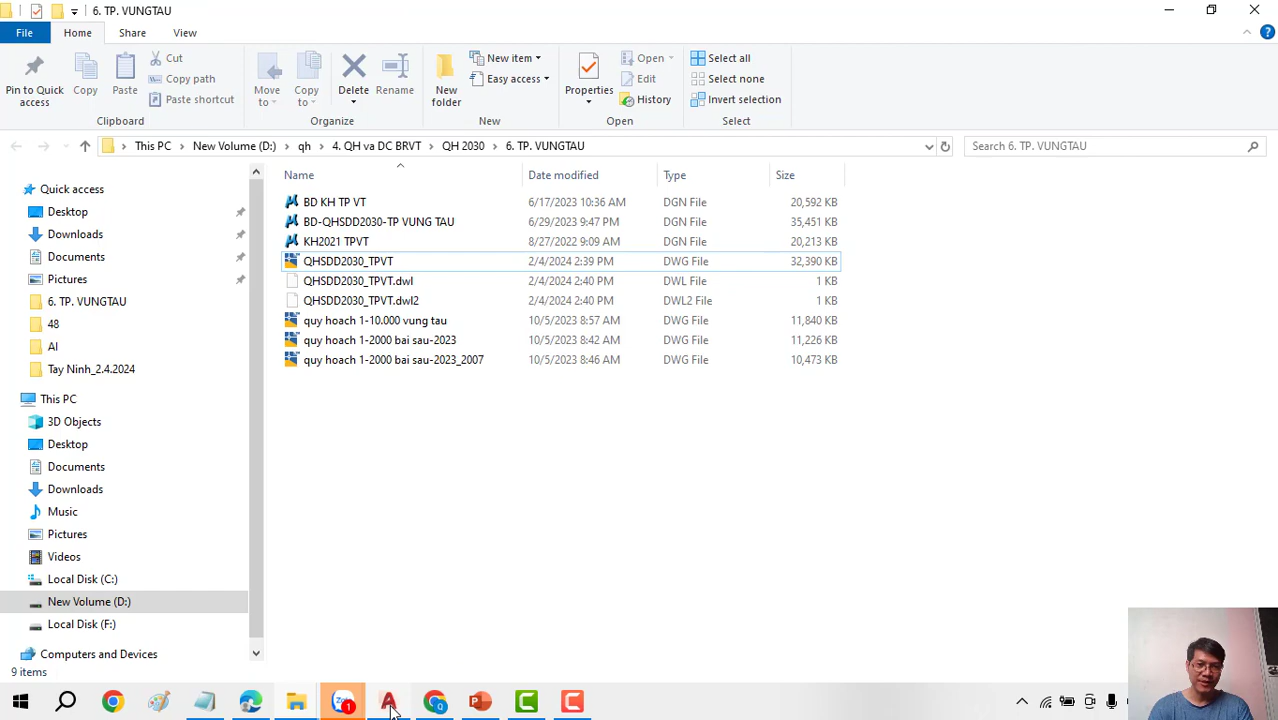 6. TP. VUNGTAU
File Home Share View
Pin to Quick access
Copy
Paste
Cut
Copy path
Paste shortcut
Clipboard
Move to
Copy to
Delete
Rename
Organize
New folder
New item
Easy access
New
Properties
Open
Edit
History
Open
Select all
Select none
Invert selection
Select
This PC New Volume (D:) qh 4. QH va DC BRVT QH 2030 6. TP. VUNGTAU
Search 6. TP. VUNGTAU
Name Date modified Type Size
BD KH TP VT 6/17/2023 10:36 AM DGN File 20,592 KB
BD-QHSDD2030-TP VUNG TAU 6/29/2023 9:47 PM DGN File 35,451 KB
KH2021 TPVT 8/27/2022 9:09 AM DGN File 20,213 KB
QHSDD2030_TPVT 2/4/2024 2:39 PM DWG File 32,390 KB
QHSDD2030_TPVT.dwl 2/4/2024 2:40 PM DWL File 1 KB
QHSDD2030_TPVT.dwl2 2/4/2024 2:40 PM DWL2 File 1 KB
quy hoach 1-10.000 vung tau 10/5/2023 8:57 AM DWG File 11,840 KB
quy hoach 1-2000 bai sau-2023 10/5/2023 8:42 AM DWG File 11,226 KB
quy hoach 1-2000 bai sau-2023_2007 10/5/2023 8:46 AM DWG File 10,473 KB
Quick access
Desktop
Downloads
Documents
Pictures
6. TP. VUNGTAU
48
AI
Tay Ninh_2.4.2024
This PC
3D Objects
Desktop
Documents
Downloads
Music
Pictures
Videos
Local Disk (C:)
New Volume (D:)
Local Disk (F:)
Computers and Devices
9 items